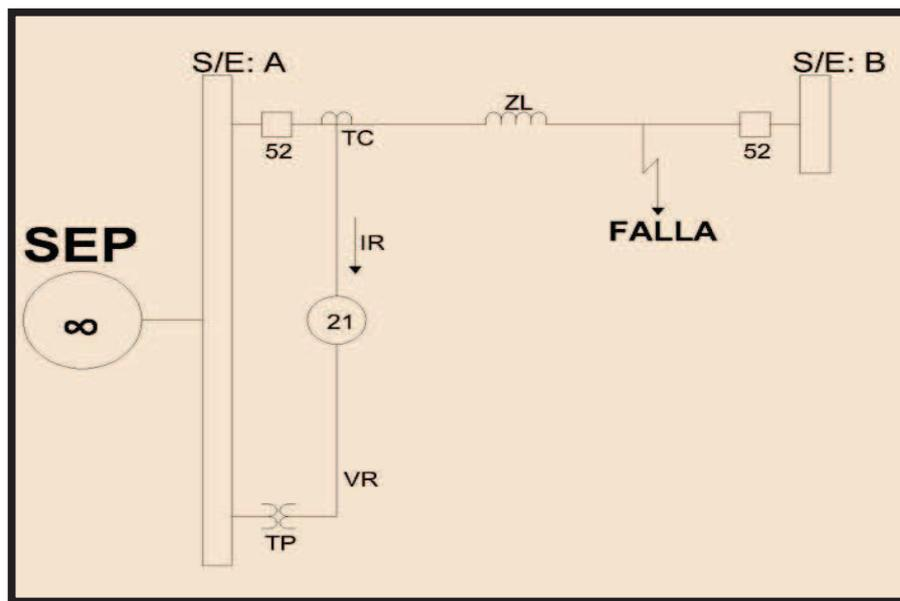 S/E: A
S/E: B
ZL
TC
52
52
FALLA
SEP
IR
∞
21
VR
TP